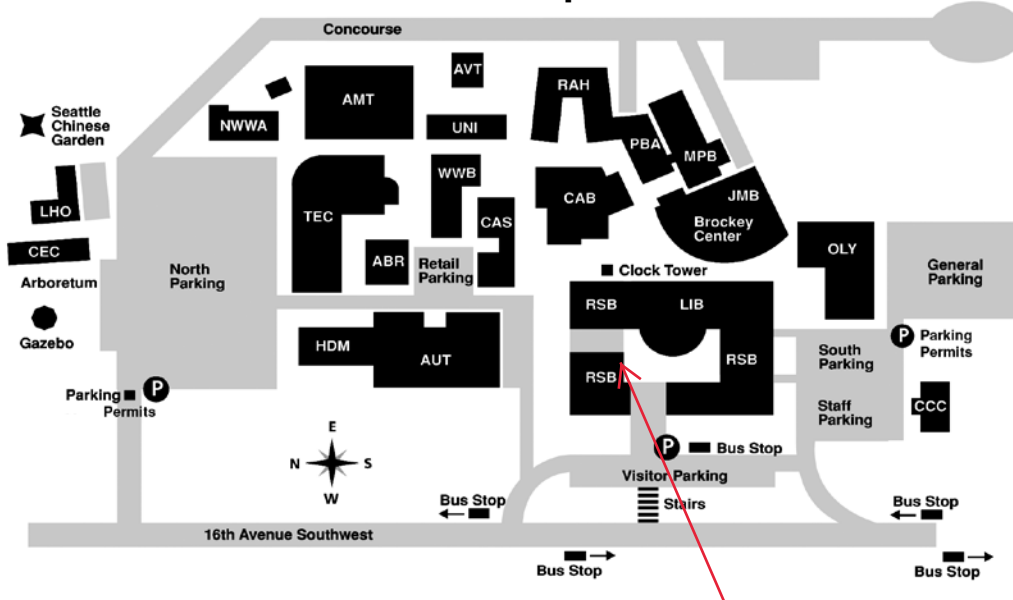 Concourse
AVT
RAH
AMT
Seattle
Chinese
Garden
NWWA
UNI
PBA
MPB
WWB
LHO
TEC
CAS
CAB
JMB
Brockey
Center
CEC
ABR
Retail
Parking
OLY
Arboretum
North
Parking
Clock Tower
General
Parking
Gazebo
RSB
LIB
HDM
AUT
RSB
RSB
South
Parking
P
Parking
Permits
Parking
Permits
P
Staff
Parking
CCC
E
N
S
W
P
Bus Stop
Visitor Parking
Bus Stop
Stairs
Bus Stop
16th Avenue Southwest
Bus Stop
Bus Stop